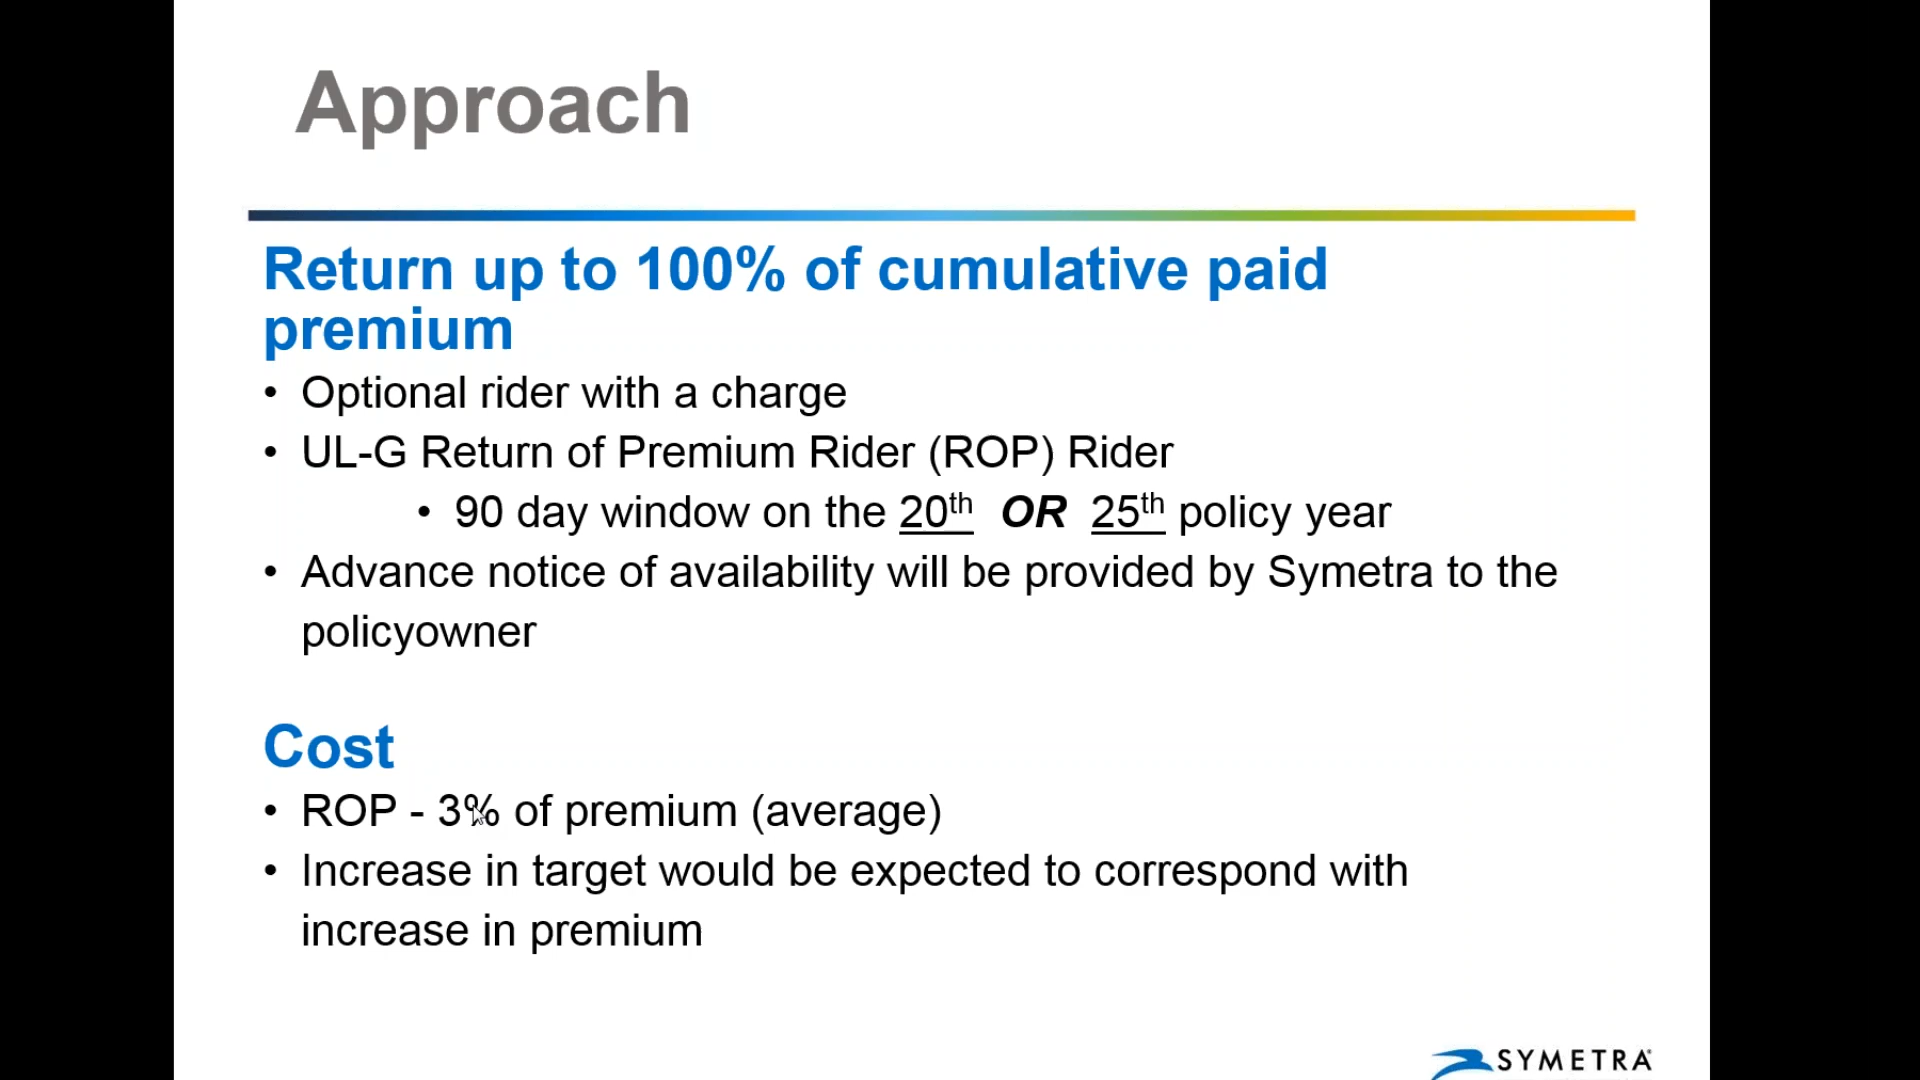 Approach
Return up to 100% of cumulative paid
premium
• Optional rider with a charge
• UL-G Return of Premium Rider (ROP) Rider
• 90 day window on the 20th OR 25th policy year
• Advance notice of availability will be provided by Symetra to the
policyowner
Cost
• ROP - 3% of premium (average)
• Increase in target would be expected to correspond with
increase in premium
SYMETRA